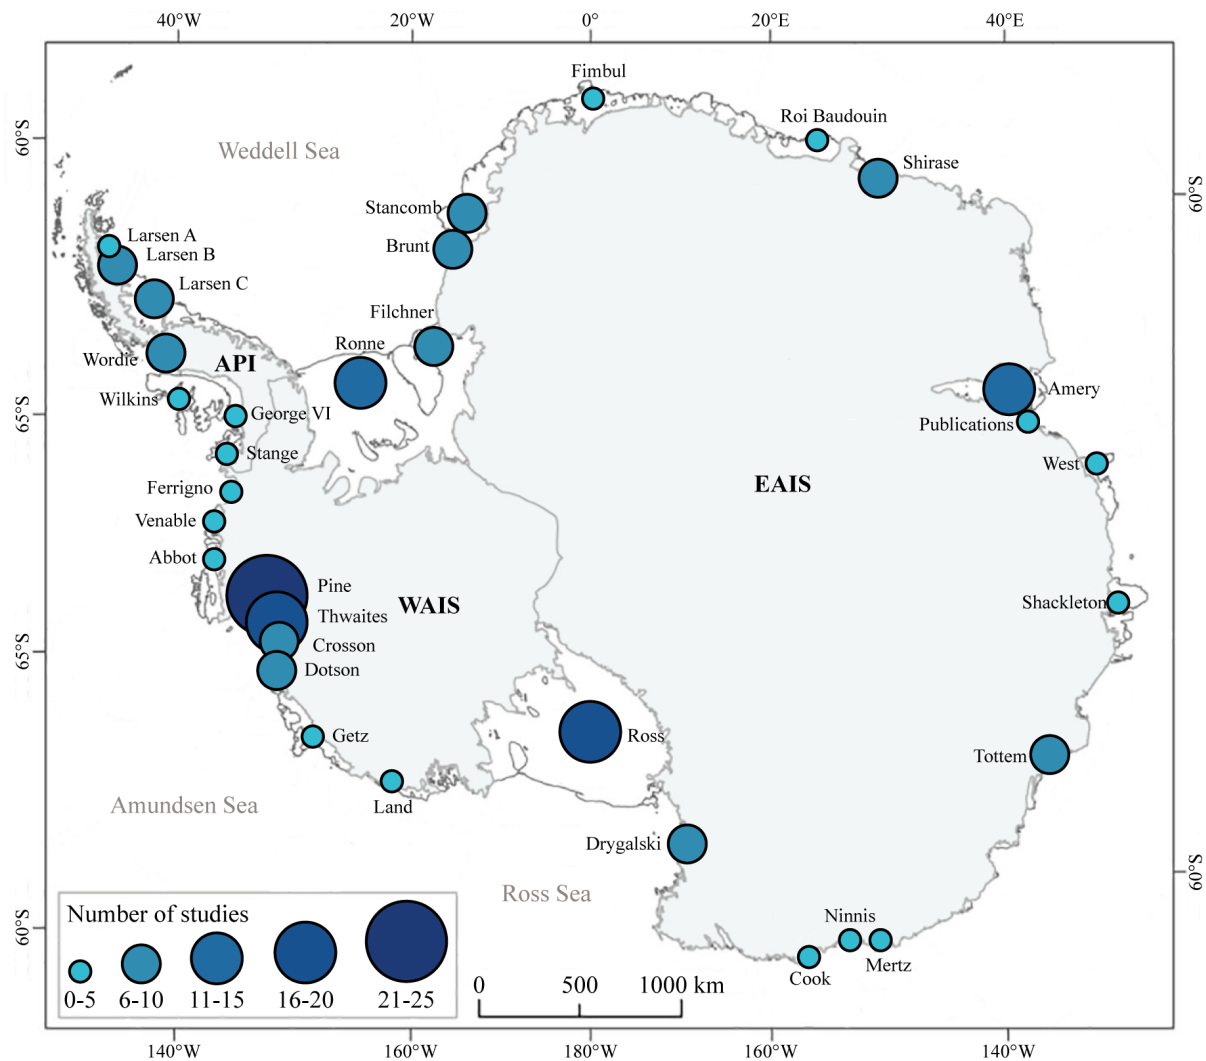 40°W 20°W 0° 20°E 40°E
Fimbul
Roi Baudouin
60°S
Weddell Sea
Shirase
60°S
Stancomb
Larsen A
Brunt
Larsen B
Larsen C
Filchner
Ronne
Wordie
API
Amery
Wilkins
65°S
George VI
Publications
Stange
West
EAIS
Ferrigno
Venable
Abbot
Pine
WAIS
Shackleton
Thwaites
Crosson
65°S
Dotson
Getz
Ross
Tottem
Land
Amundsen Sea
Drygalski
60°S
Ross Sea
Number of studies
Ninnis
60°S
Mertz
Cook
0-5 6-10 11-15 16-20 21-25
0 500 1000 km
140°W 160°W 180°W 160°W 140°W